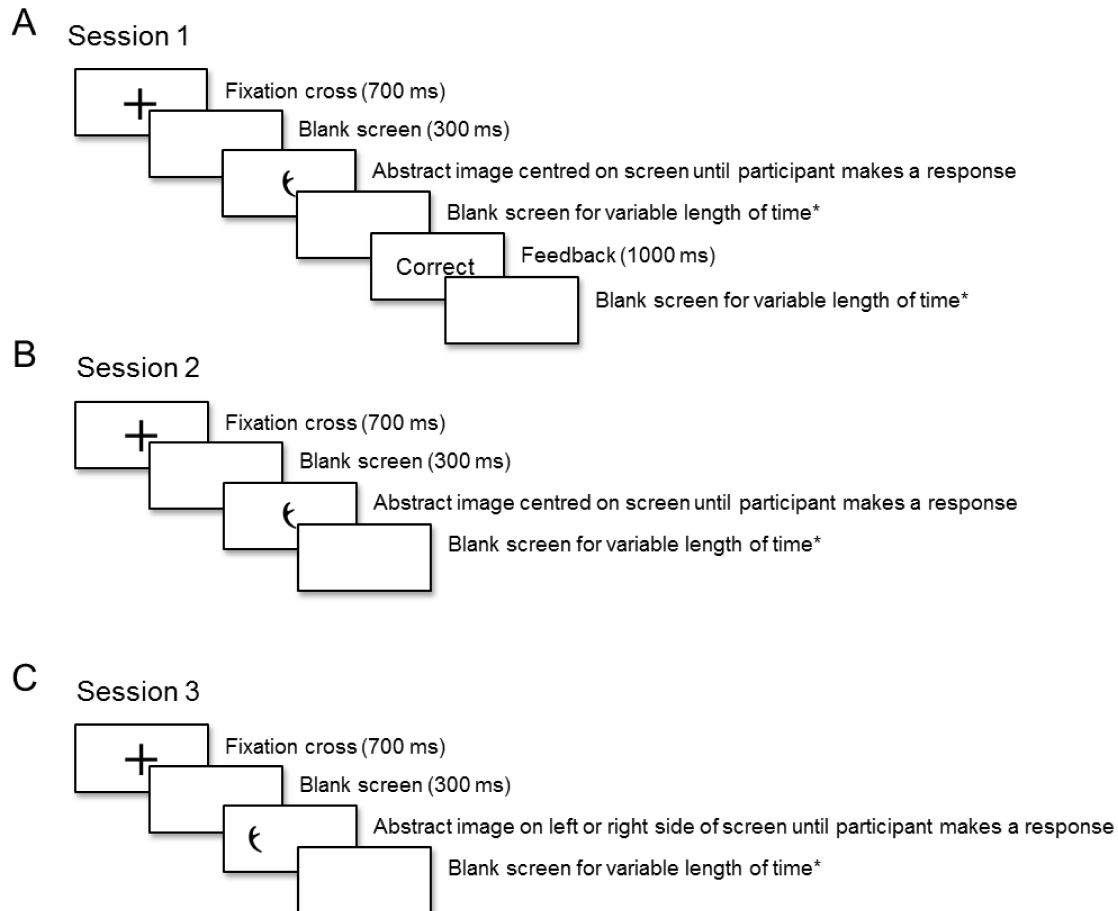 A
Session 1
Fixation cross (700 ms)
Blank screen (300 ms)
Abstract image centred on screen until participant makes a response
Blank screen for variable length of time*
Correct
Feedback (1000 ms)
Blank screen for variable length of time*
B
Session 2
Fixation cross (700 ms)
Blank screen (300 ms)
Abstract image centred on screen until participant makes a response
Blank screen for variable length of time*
C
Session 3
Fixation cross (700 ms)
Blank screen (300 ms)
Abstract image on left or right side of screen until participant makes a response
Blank screen for variable length of time*